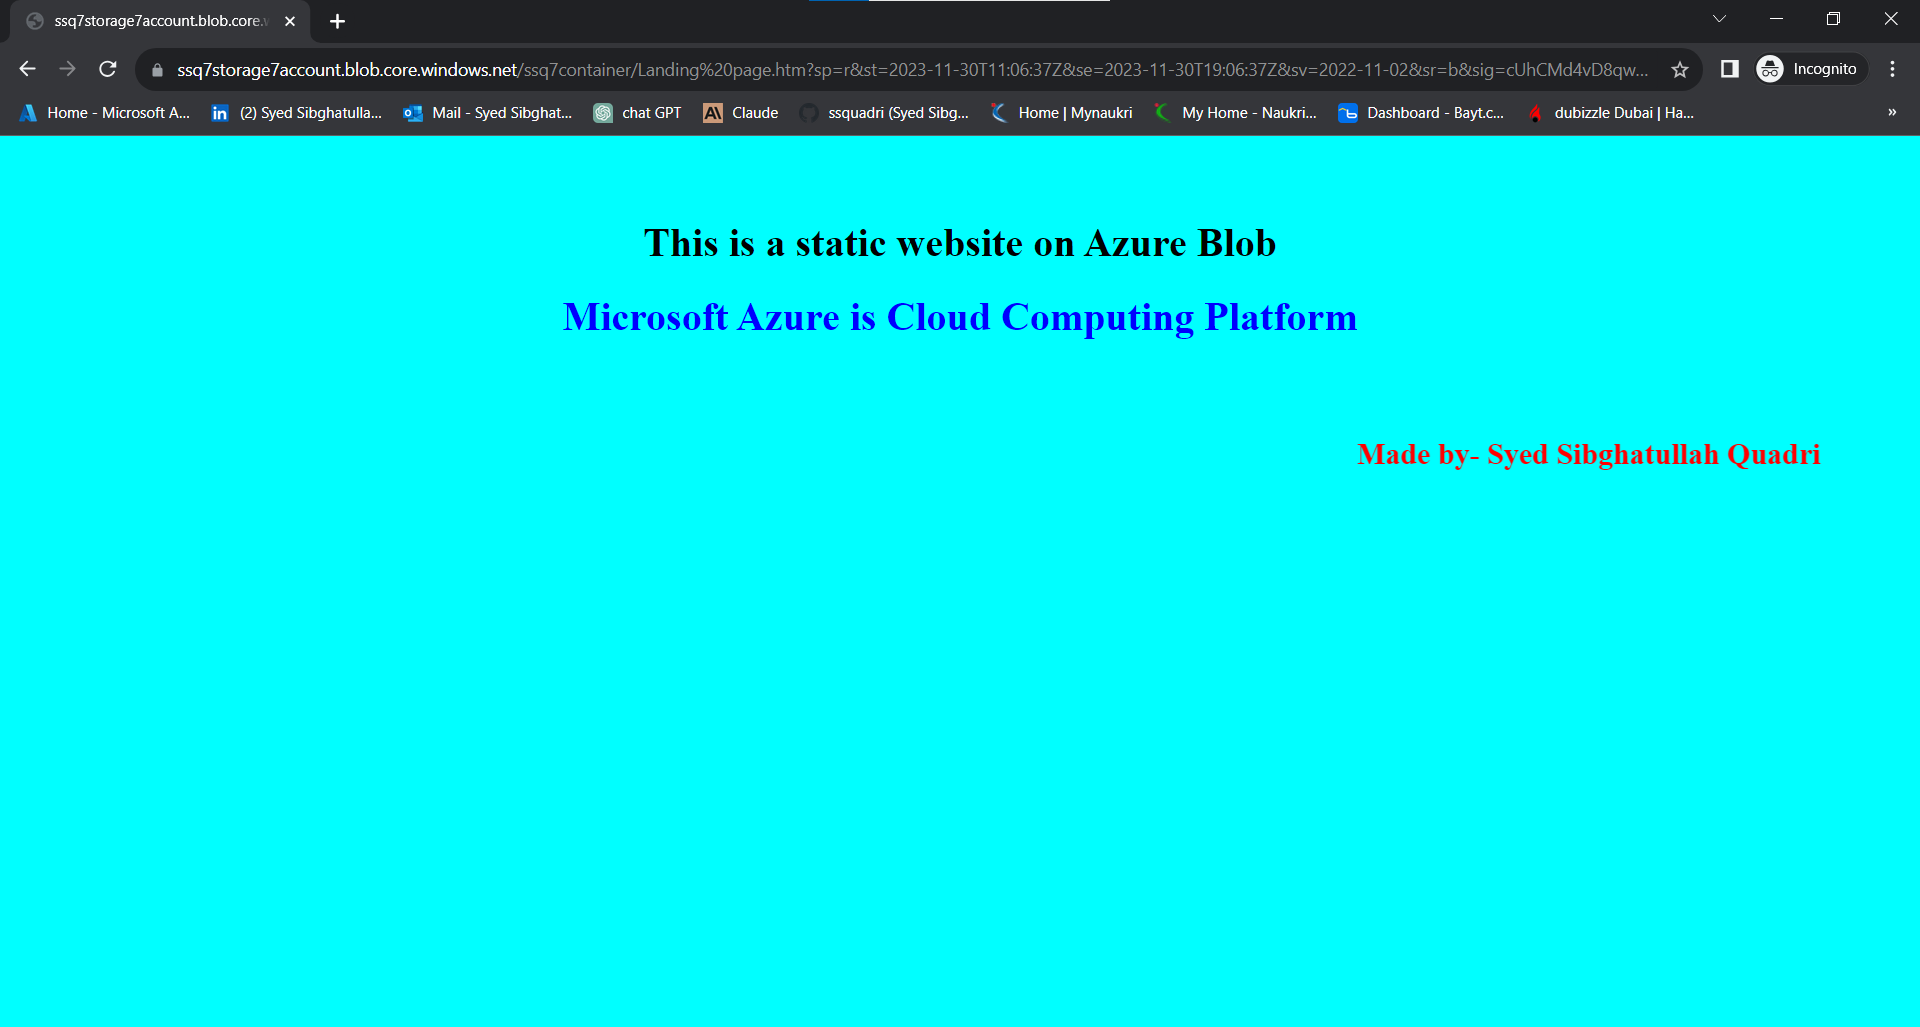 ssq7storage7account.blob.core.w
ssq7storage7account.blob.core.windows.net/ssq7container/Landing%20page.htm?sp=r&st=2023-11-30T11:06:37Z&se=2023-11-30T19:06:37Z&sv=2022-11-02&sr=b&sig=cUhCMd4vD8qw... Incognito
Home - Microsoft A... (2) Syed Sibghatulla... Mail - Syed Sibghat... chat GPT Claude ssquadri (Syed Sibg... Home | Mynaukri My Home - Naukri... Dashboard - Bayt.c... dubizzle Dubai | Ha... »
This is a static website on Azure Blob
Microsoft Azure is Cloud Computing Platform
Made by- Syed Sibghatullah Quadri